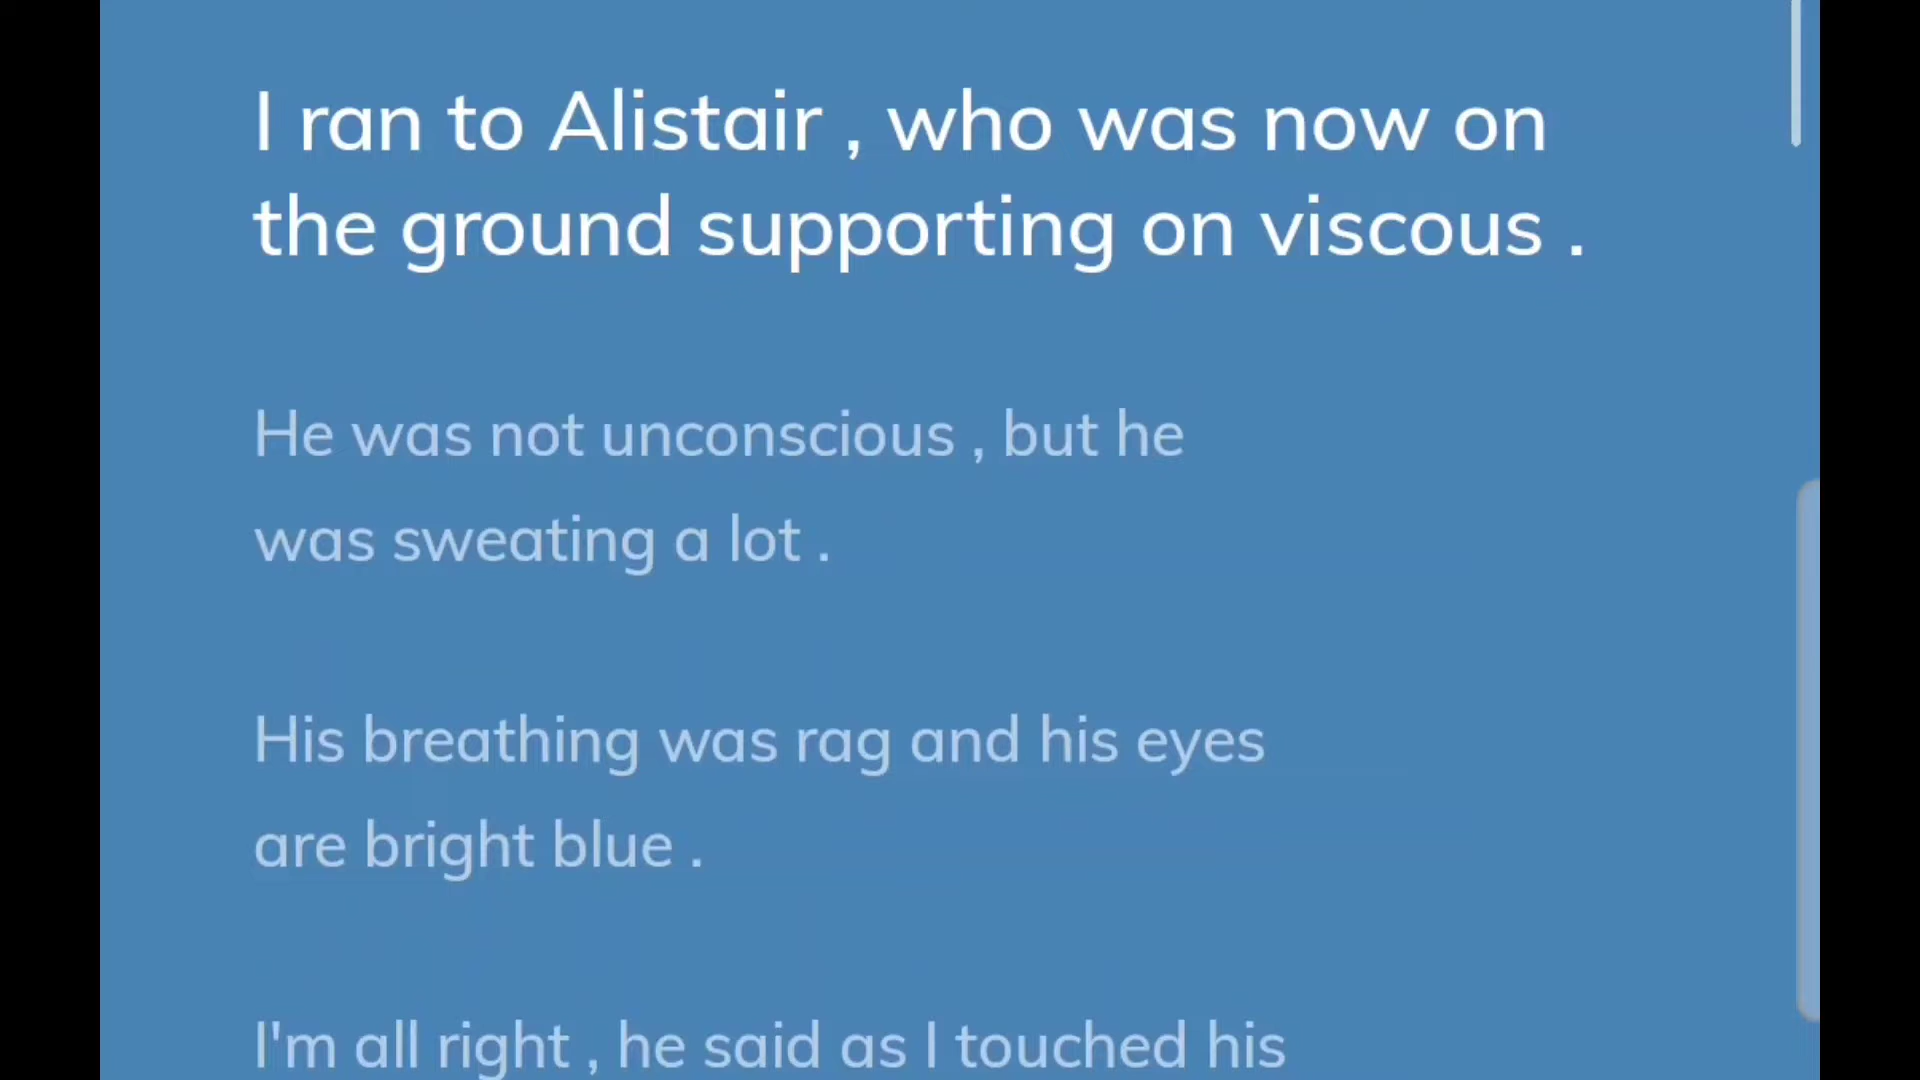 I ran to Alistair , who was now on
the ground supporting on viscous .
He was not unconscious , but he
was sweating a lot .
His breathing was rag and his eyes
are bright blue .
I'm all right , he said as I touched his